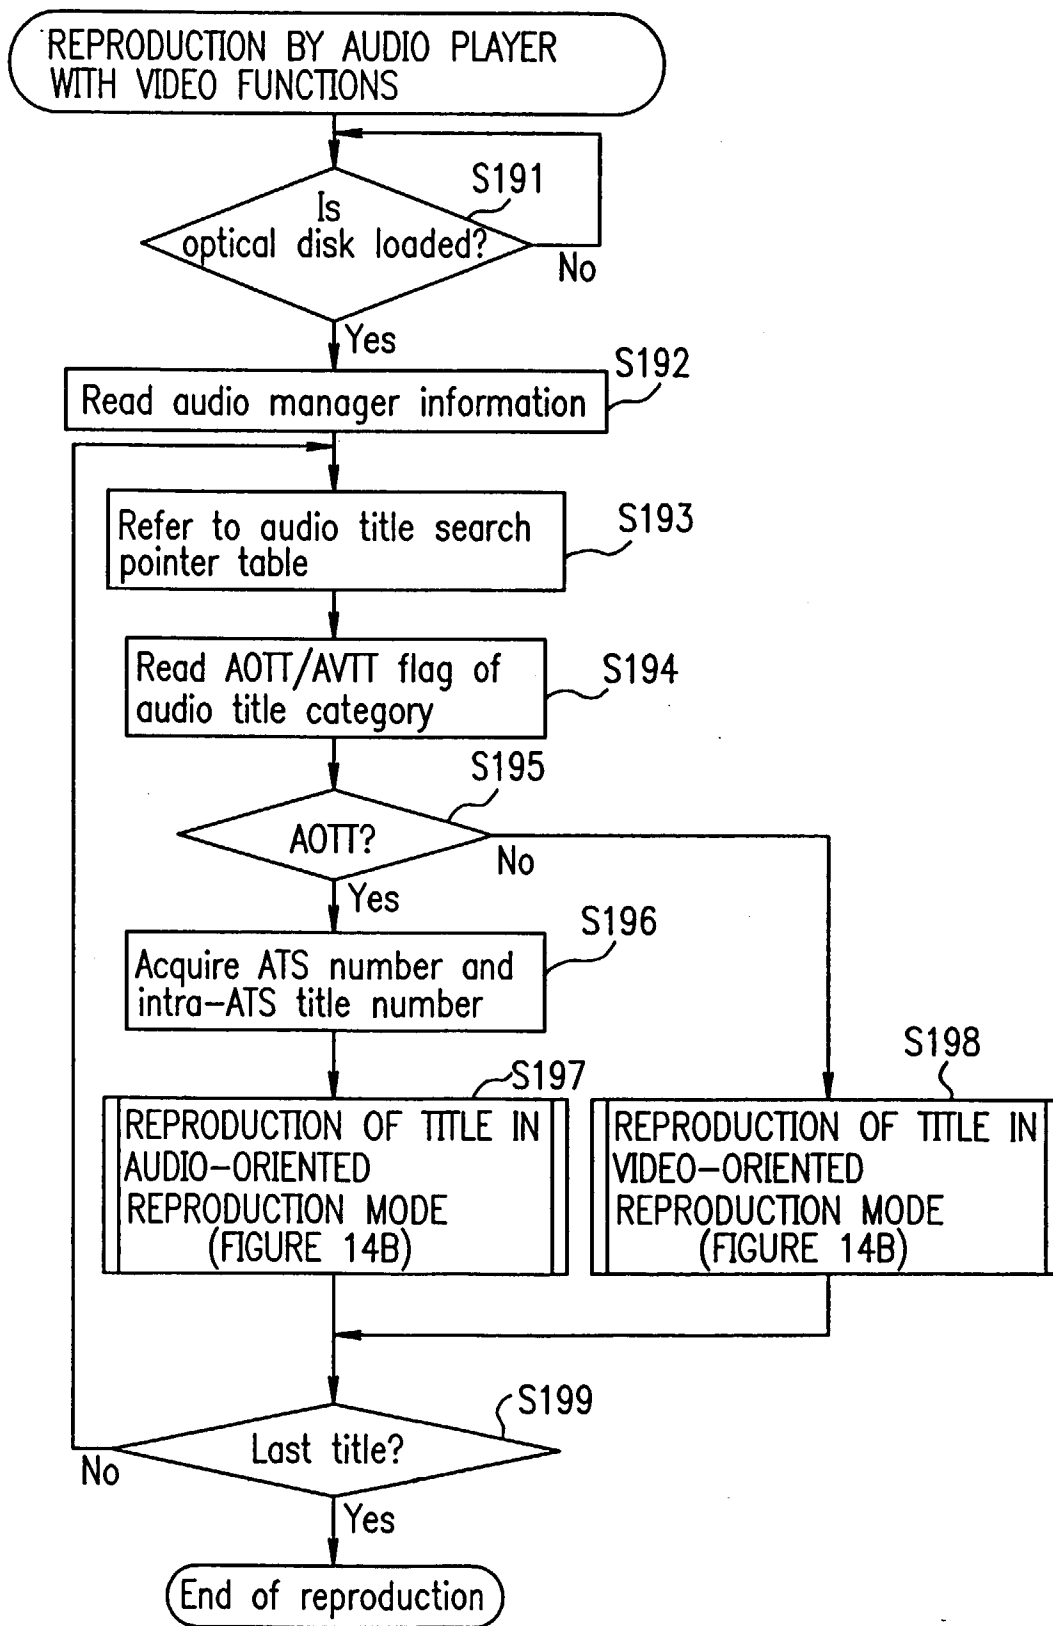 REPRODUCTION BY AUDIO PLAYER
WITH VIDEO FUNCTIONS
S191
Is
optical disk loaded?
No
Yes
S192
Read audio manager information
S193
Refer to audio title search
pointer table
S194
Read AOTT/AVTT flag of
audio title category
S195
AOTT?
No
Yes
S196
Acquire ATS number and
intra-ATS title number
S197
REPRODUCTION OF TITLE IN
AUDIO-ORIENTED
REPRODUCTION MODE
(FIGURE 14B)
S198
REPRODUCTION OF TITLE IN
VIDEO-ORIENTED
REPRODUCTION MODE
(FIGURE 14B)
S199
Last title?
No
Yes
End of reproduction